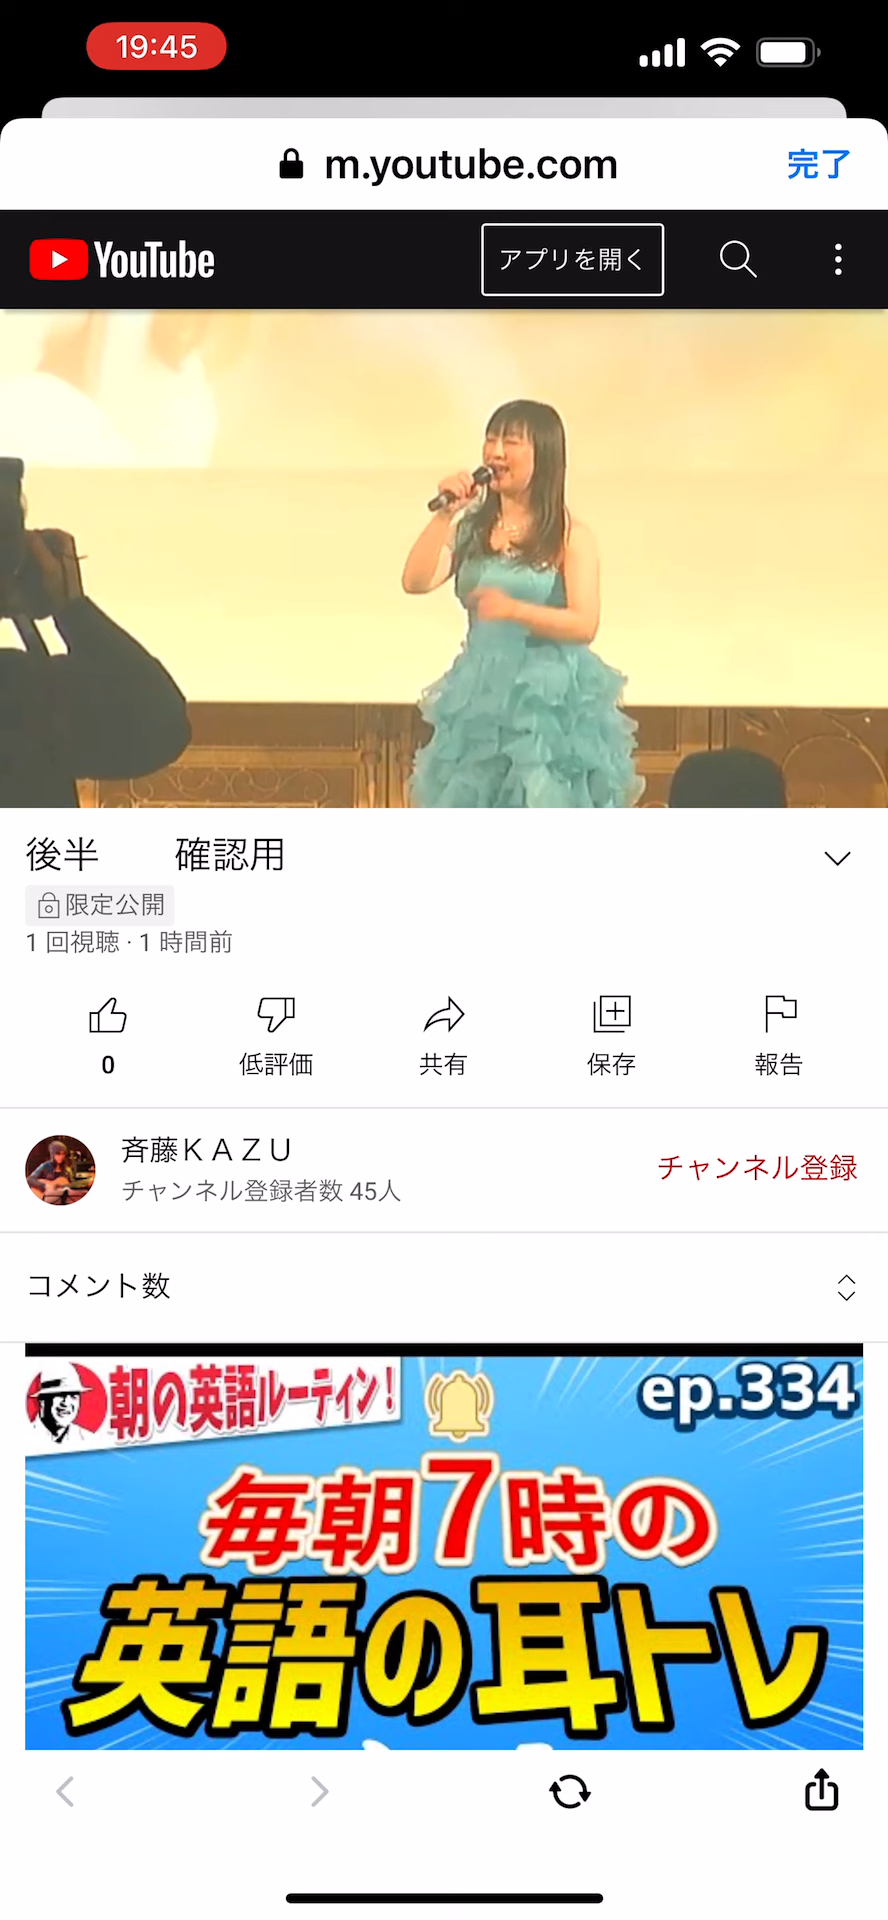 19:45
m.youtube.com
完了
YouTube
アプリを開く
後半　　確認用
限定公開
1 回視聴 · 1 時間前
0
低評価
共有
保存
報告
斉藤ＫＡＺＵ
チャンネル登録者数 45人
チャンネル登録
コメント数
朝の英語ルーティン！
ep.334
毎朝7時の
英語の耳トレ